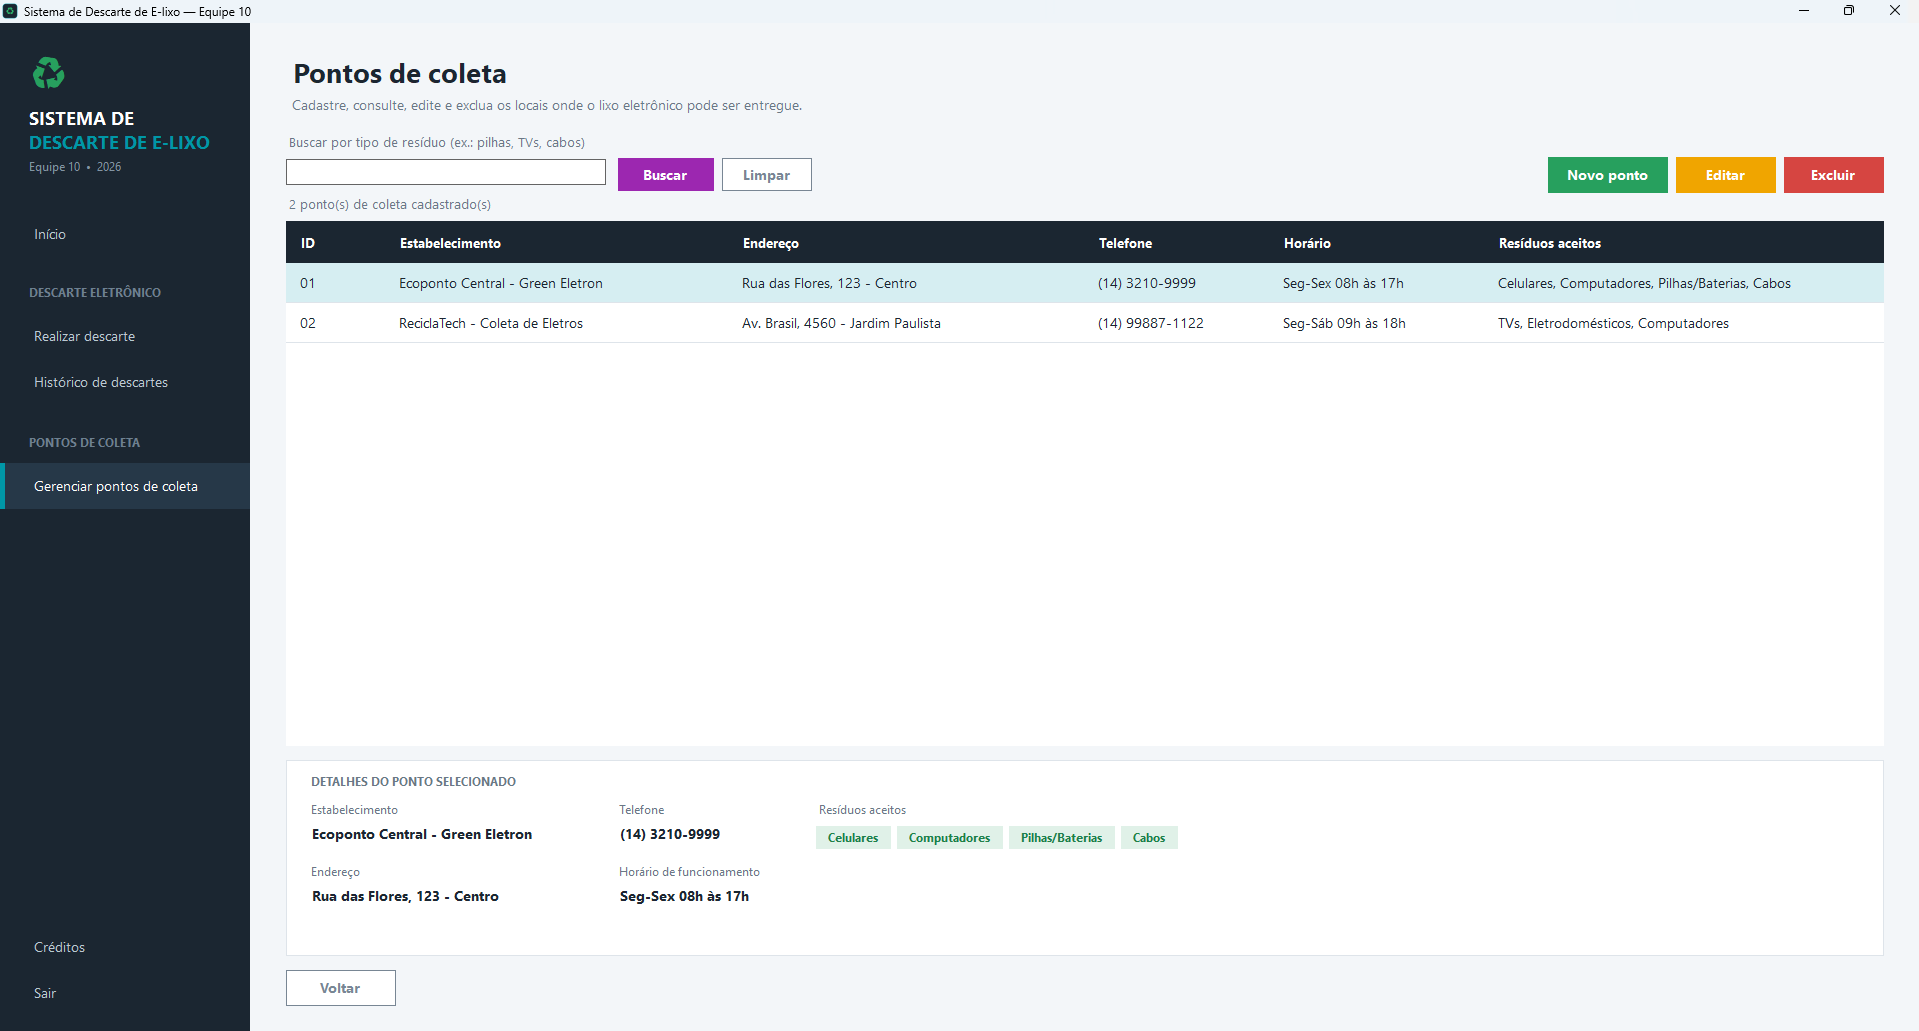 Sistema de Descarte de E-lixo — Equipe 10
SISTEMA DE
DESCARTE DE E-LIXO
Equipe 10 • 2026
Início
DESCARTE ELETRÔNICO
Realizar descarte
Histórico de descartes
PONTOS DE COLETA
Gerenciar pontos de coleta
Créditos
Sair
Pontos de coleta
Cadastre, consulte, edite e exclua os locais onde o lixo eletrônico pode ser entregue.
Buscar por tipo de resíduo (ex.: pilhas, TVs, cabos)
Buscar Limpar Novo ponto Editar Excluir
2 ponto(s) de coleta cadastrado(s)
ID Estabelecimento Endereço Telefone Horário Resíduos aceitos
01 Ecoponto Central - Green Eletron Rua das Flores, 123 - Centro (14) 3210-9999 Seg-Sex 08h às 17h Celulares, Computadores, Pilhas/Baterias, Cabos
02 ReciclaTech - Coleta de Eletros Av. Brasil, 4560 - Jardim Paulista (14) 99887-1122 Seg-Sáb 09h às 18h TVs, Eletrodomésticos, Computadores
DETALHES DO PONTO SELECIONADO
Estabelecimento Telefone Resíduos aceitos
Ecoponto Central - Green Eletron (14) 3210-9999 Celulares Computadores Pilhas/Baterias Cabos
Endereço Horário de funcionamento
Rua das Flores, 123 - Centro Seg-Sex 08h às 17h
Voltar